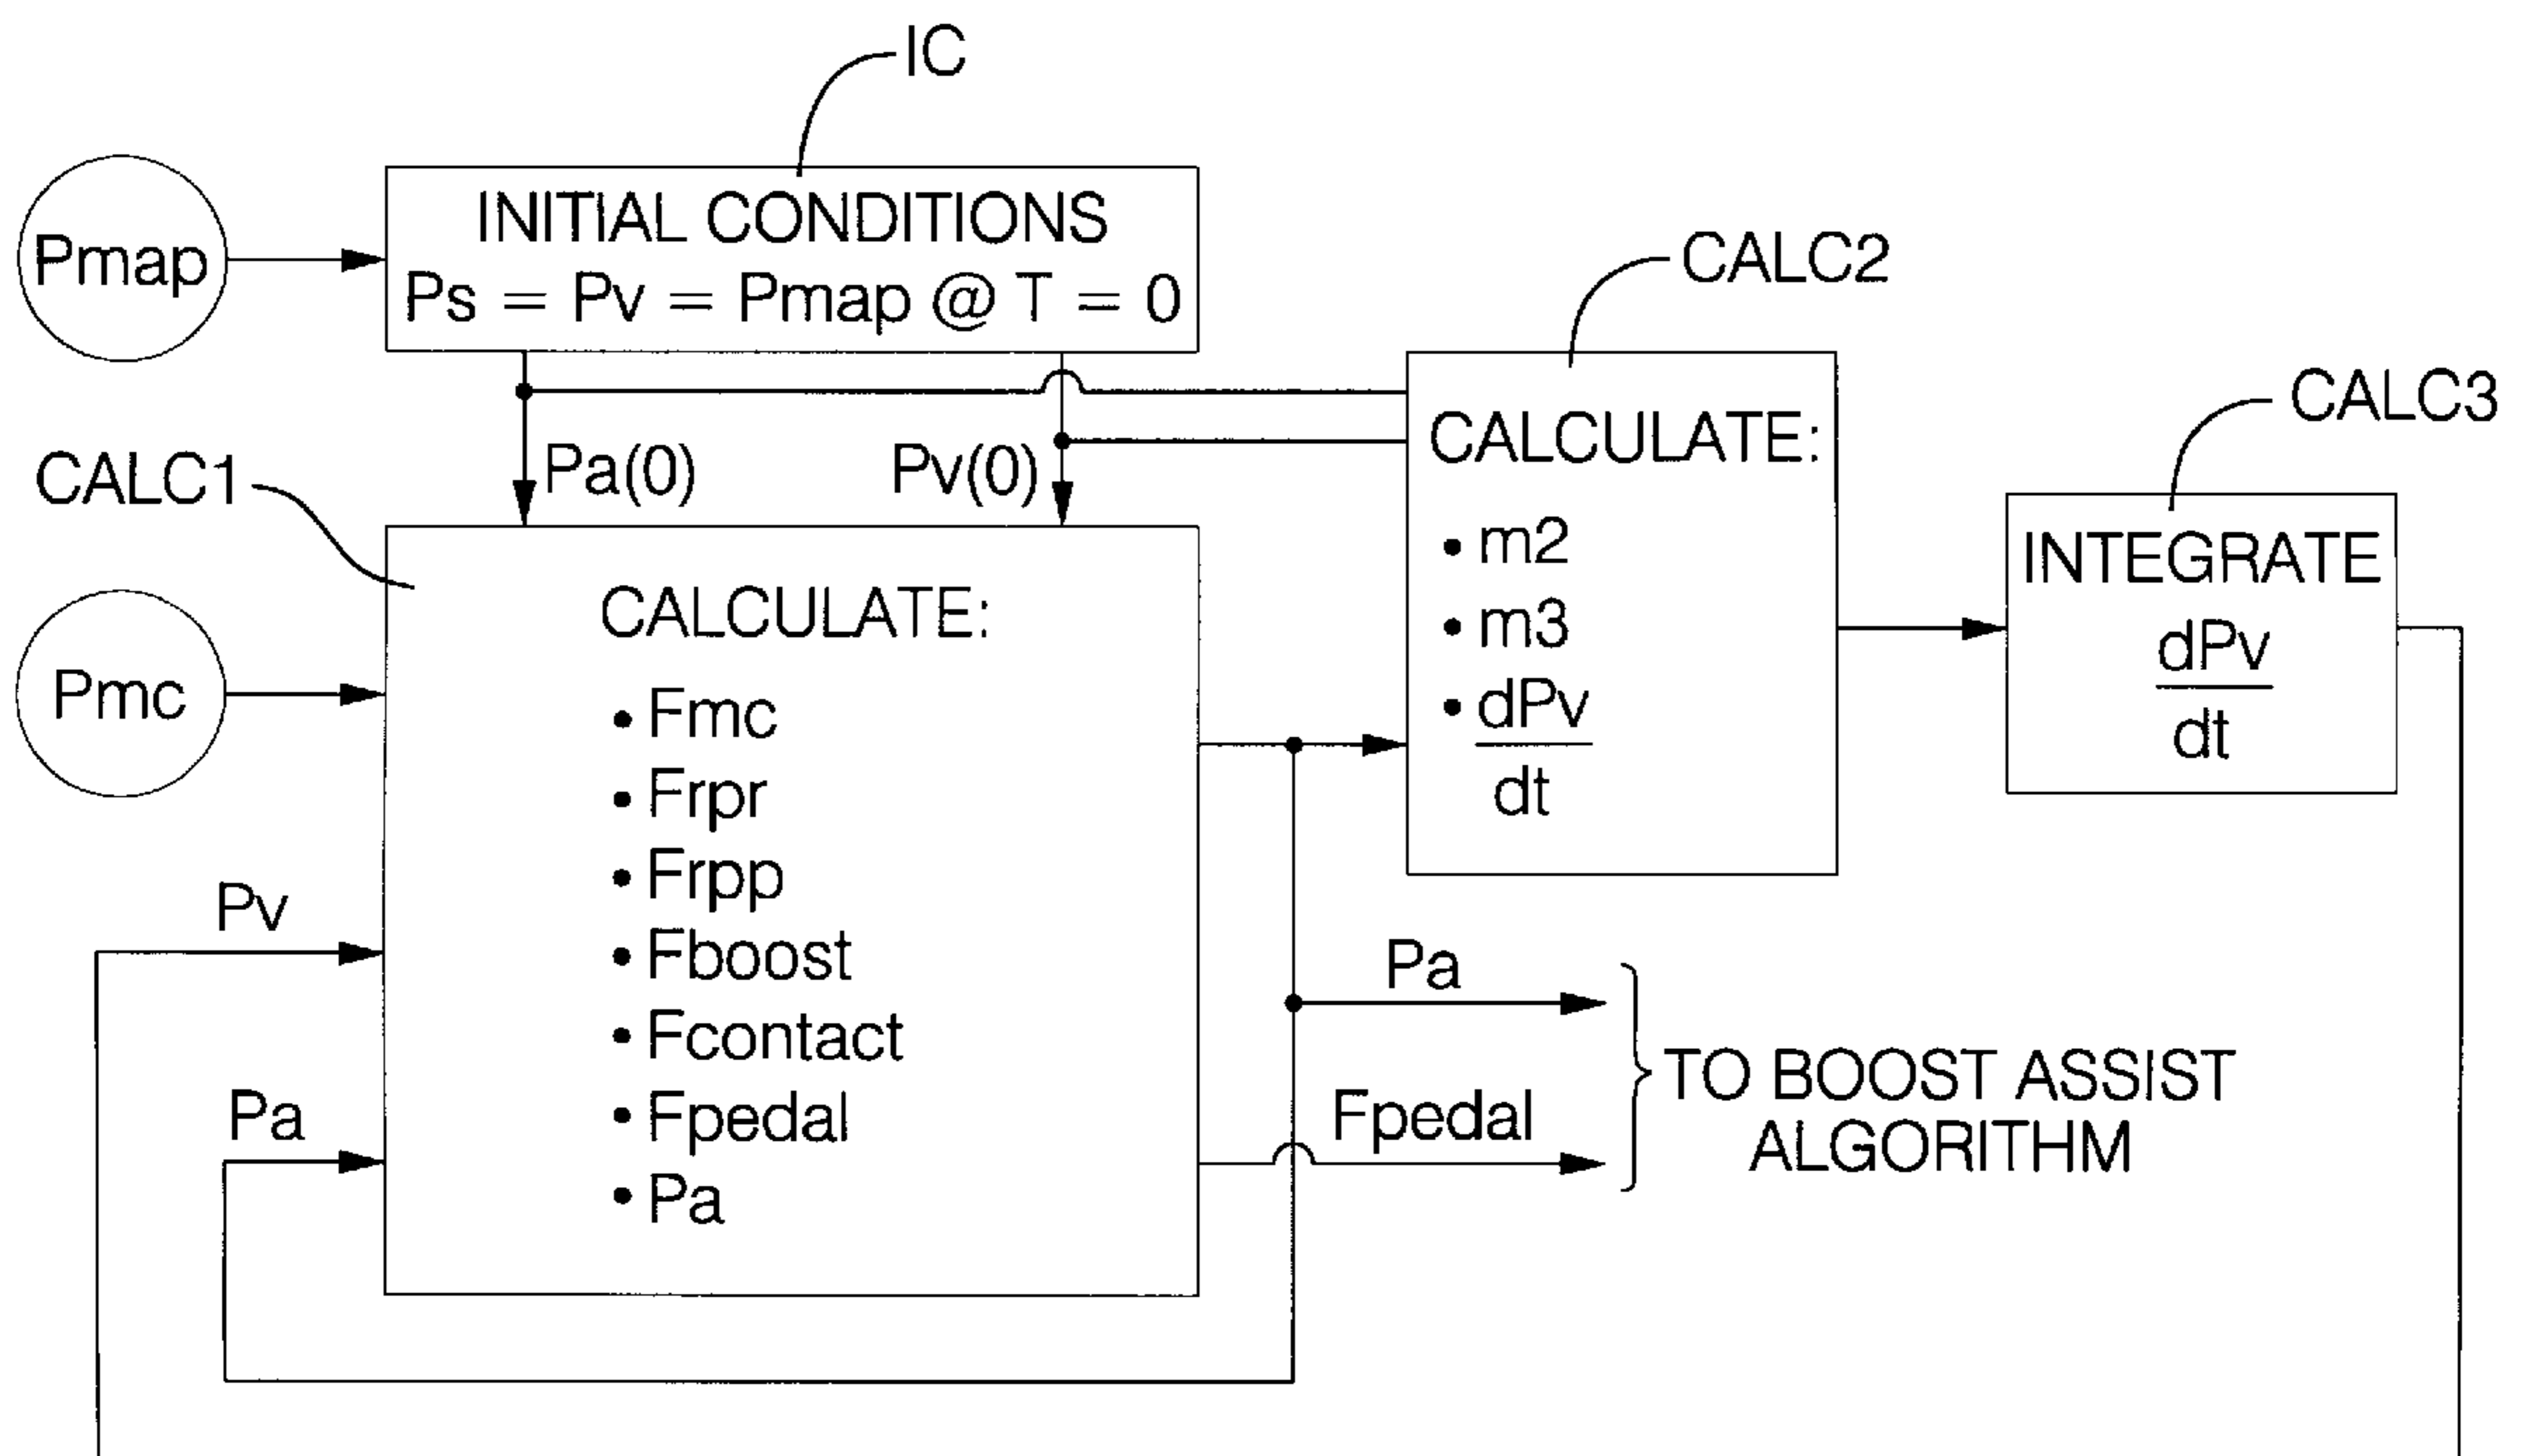 IC
Pmap
INITIAL CONDITIONS
Ps = Pv = Pmap @ T = 0
CALC2
CALC3
CALC1
Pa(0)
Pv(0)
CALCULATE:
• m2
• m3
• dPv
dt
INTEGRATE
dPv
dt
Pmc
CALCULATE:
• Fmc
• Frpr
• Frpp
• Fboost
• Fcontact
• Fpedal
• Pa
Pv
Pa
Pa
Fpedal
TO BOOST ASSIST
ALGORITHM